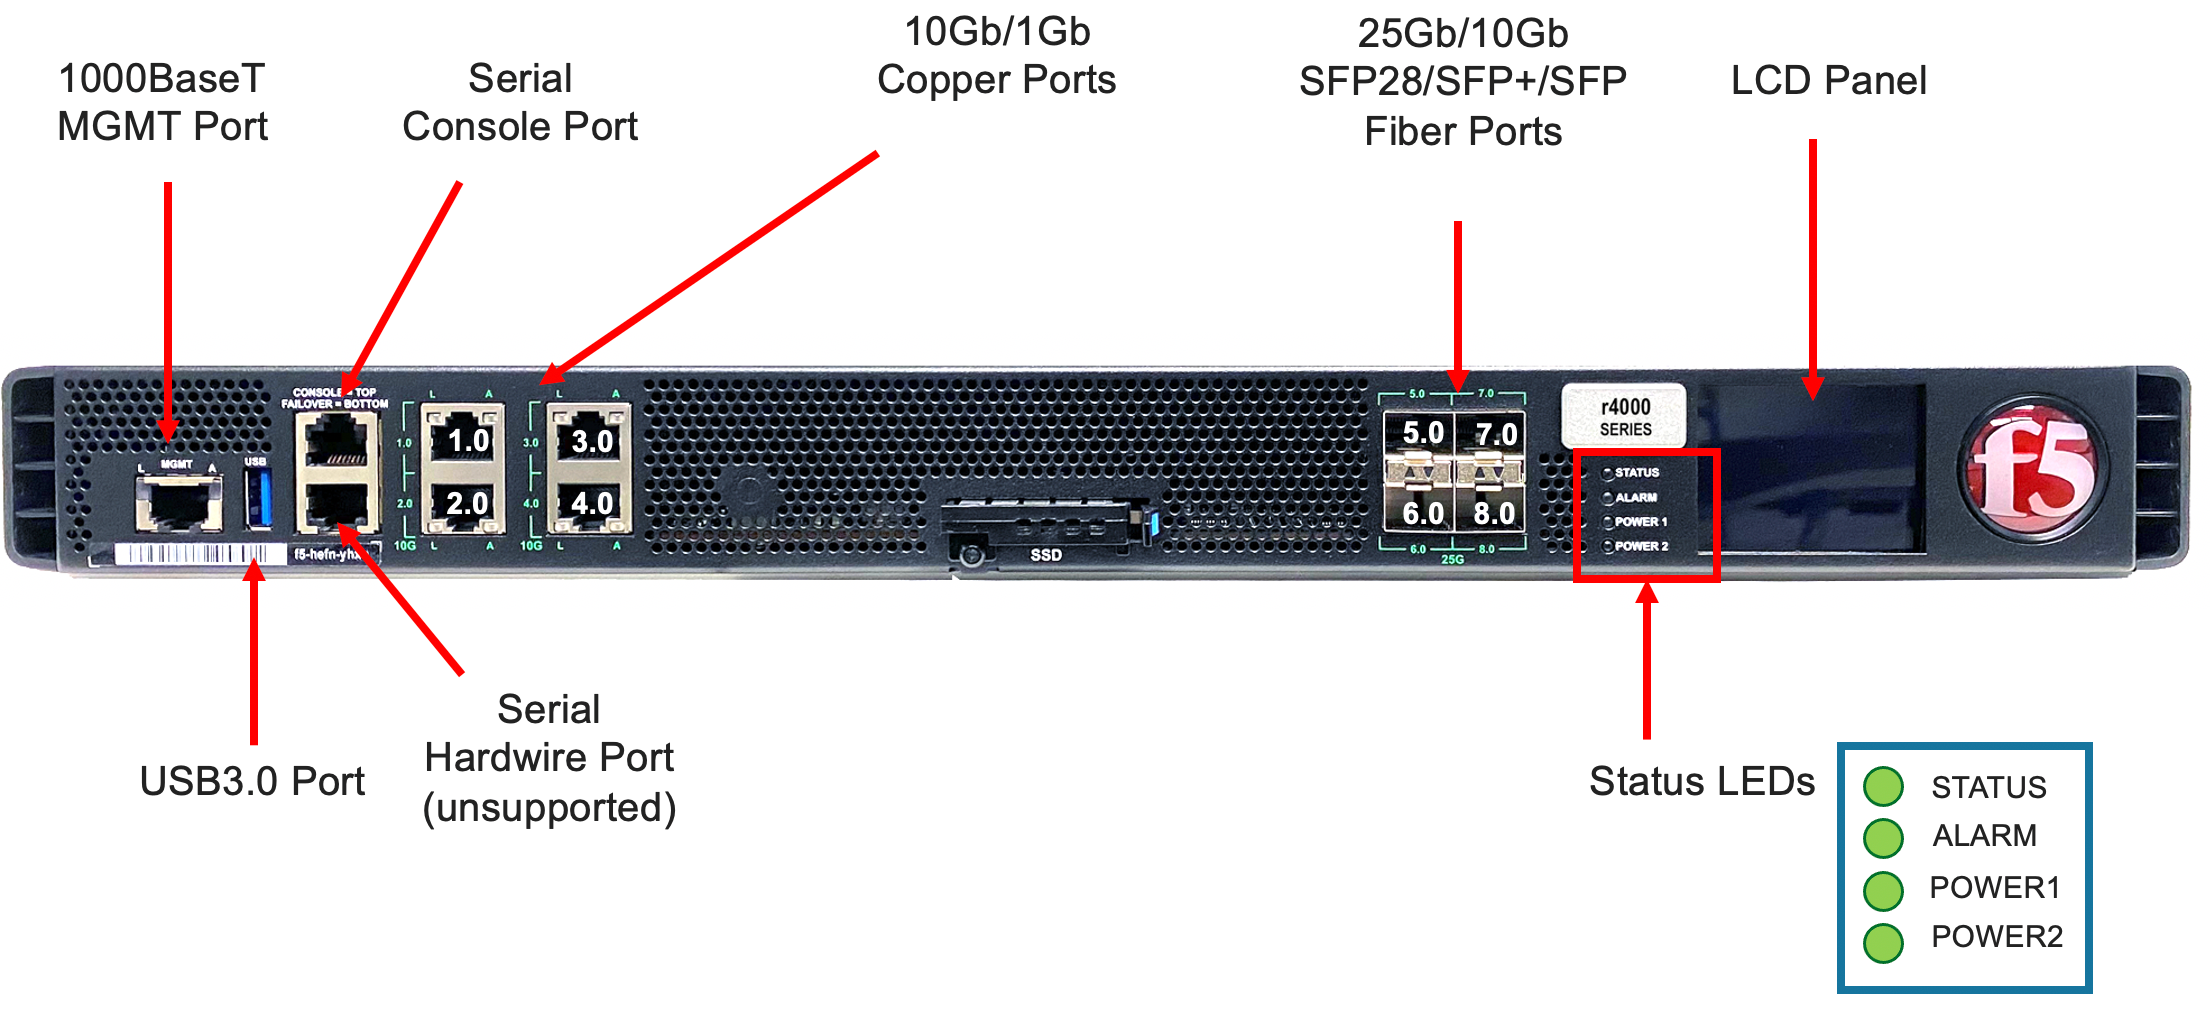 1000BaseT
MGMT Port
Serial
Console Port
10Gb/1Gb
Copper Ports
25Gb/10Gb
SFP28/SFP+/SFP
Fiber Ports
LCD Panel
CONSOLE = TOP
FAILOVER = BOTTOM
L MGMT A
USB
L A
1.0
1.0
2.0
2.0
10G
L A
L A
3.0
3.0
4.0
4.0
10G
L A
SSD
5.0 7.0
5.0 7.0
6.0 8.0
6.0 8.0
25G
r4000
SERIES
STATUS
ALARM
POWER 1
POWER 2
f5
USB3.0 Port
Serial
Hardwire Port
(unsupported)
Status LEDs
STATUS
ALARM
POWER1
POWER2